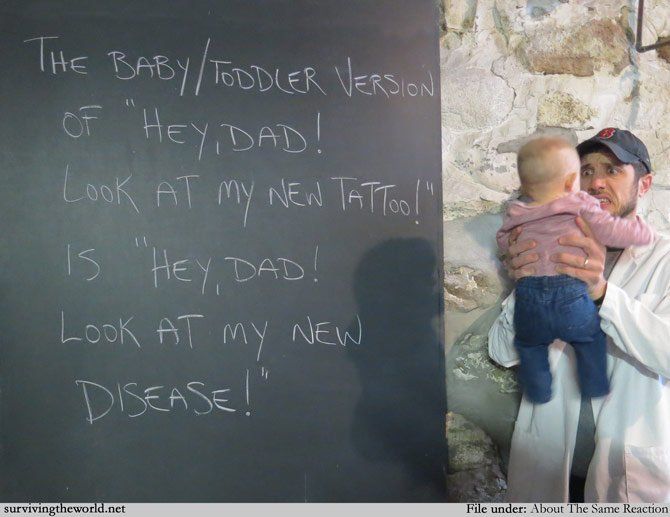 THE BABY/TODDLER VERSION
OF "HEY, DAD!
LOOK AT MY NEW TATTOO!"
IS "HEY, DAD!
LOOK AT MY NEW
DISEASE!"
survivingtheworld.net
File under: About The Same Reaction